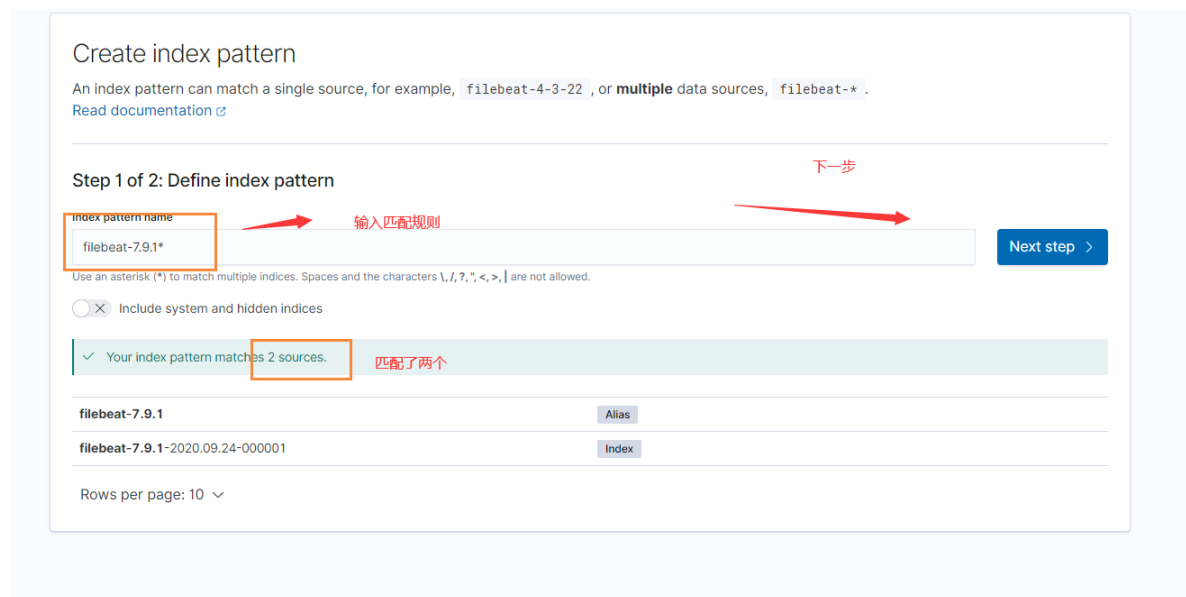 Create index pattern
An index pattern can match a single source, for example, filebeat-4-3-22 , or multiple data sources, filebeat-* .
Read documentation
下一步
Step 1 of 2: Define index pattern
Index pattern name
输入匹配规则
filebeat-7.9.1*
Next step
Use an asterisk (*) to match multiple indices. Spaces and the characters \, /, ?, ", <, >, | are not allowed.
Include system and hidden indices
Your index pattern matches 2 sources.
匹配了两个
filebeat-7.9.1 Alias
filebeat-7.9.1-2020.09.24-000001 Index
Rows per page: 10